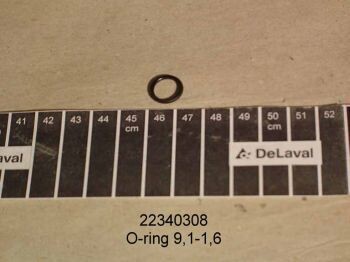 41 42 43 44 45 46 47 48 49 50 51 52
cm cm
aval DeLaval
22340308
O-ring 9,1-1,6